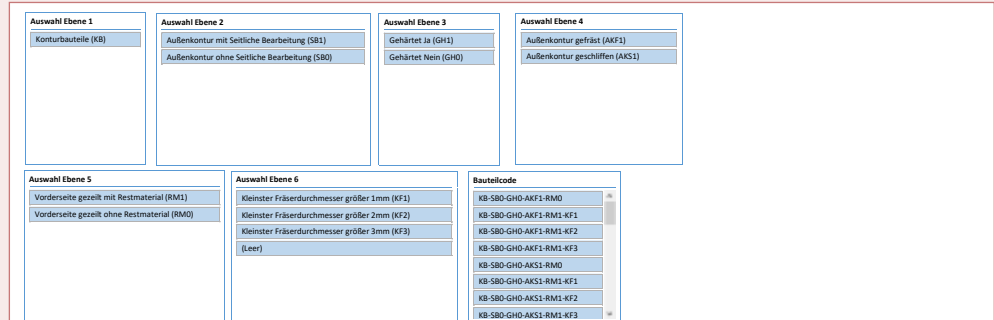 Auswahl Ebene 1
Konturbauteile (KB)
Auswahl Ebene 2
Außenkontur mit Seitliche Bearbeitung (SB1)
Außenkontur ohne Seitliche Bearbeitung (SB0)
Auswahl Ebene 3
Gehärtet Ja (GH1)
Gehärtet Nein (GH0)
Auswahl Ebene 4
Außenkontur gefräst (AKF1)
Außenkontur geschliffen (AKS1)
Auswahl Ebene 5
Vorderseite gezeilt mit Restmaterial (RM1)
Vorderseite gezeilt ohne Restmaterial (RM0)
Auswahl Ebene 6
Kleinster Fräserdurchmesser größer 1mm (KF1)
Kleinster Fräserdurchmesser größer 2mm (KF2)
Kleinster Fräserdurchmesser größer 3mm (KF3)
(Leer)
Bauteilcode
KB-SB0-GH0-AKF1-RM0
KB-SB0-GH0-AKF1-RM1-KF1
KB-SB0-GH0-AKF1-RM1-KF2
KB-SB0-GH0-AKF1-RM1-KF3
KB-SB0-GH0-AKS1-RM0
KB-SB0-GH0-AKS1-RM1-KF1
KB-SB0-GH0-AKS1-RM1-KF2
KB-SB0-GH0-AKS1-RM1-KF3